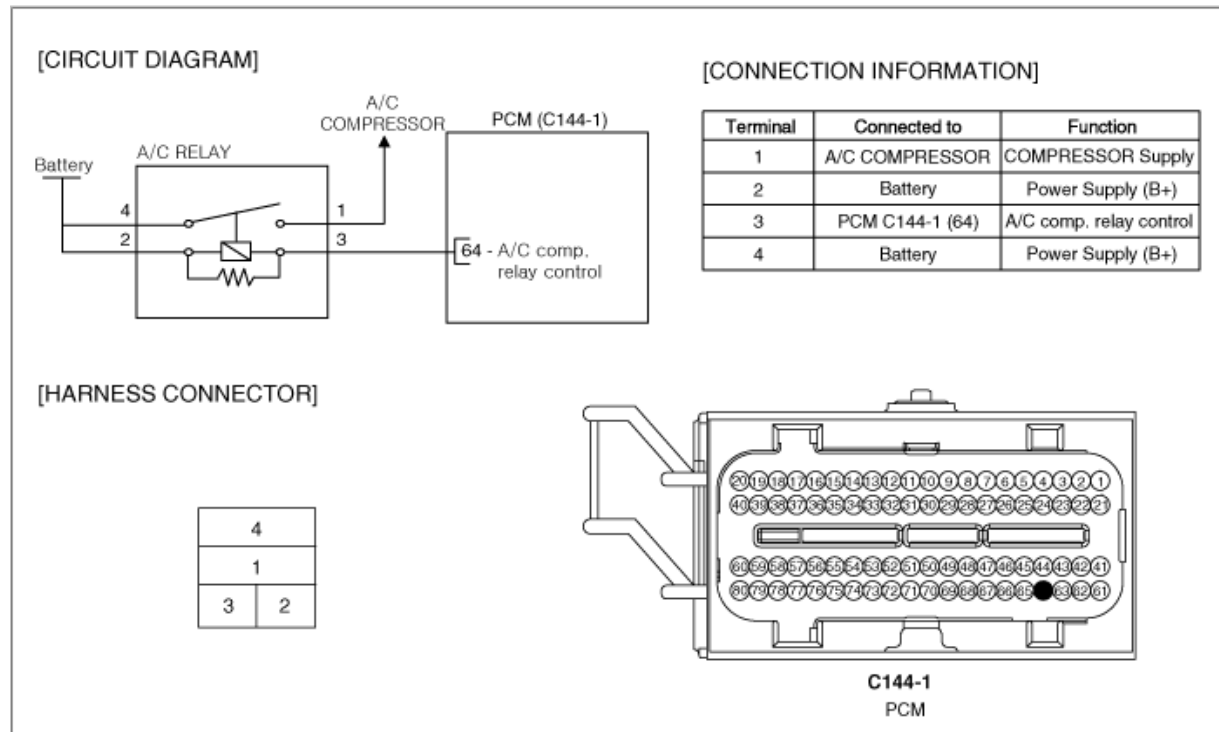 [CIRCUIT DIAGRAM]
A/C
COMPRESSOR
PCM (C144-1)
Battery
A/C RELAY
4
1
2
3
64 - A/C comp.
relay control
[CONNECTION INFORMATION]
Terminal Connected to Function
1 A/C COMPRESSOR COMPRESSOR Supply
2 Battery Power Supply (B+)
3 PCM C144-1 (64) A/C comp. relay control
4 Battery Power Supply (B+)
[HARNESS CONNECTOR]
4
1
3 2
20 19 18 17 16 15 14 13 12 11 10 9 8 7 6 5 4 3 2 1
40 39 38 37 36 35 34 33 32 31 30 29 28 27 26 25 24 23 22 21
60 59 58 57 56 55 54 53 52 51 50 49 48 47 46 45 44 43 42 41
80 79 78 77 76 75 74 73 72 71 70 69 68 67 66 65 63 62 61
C144-1
PCM